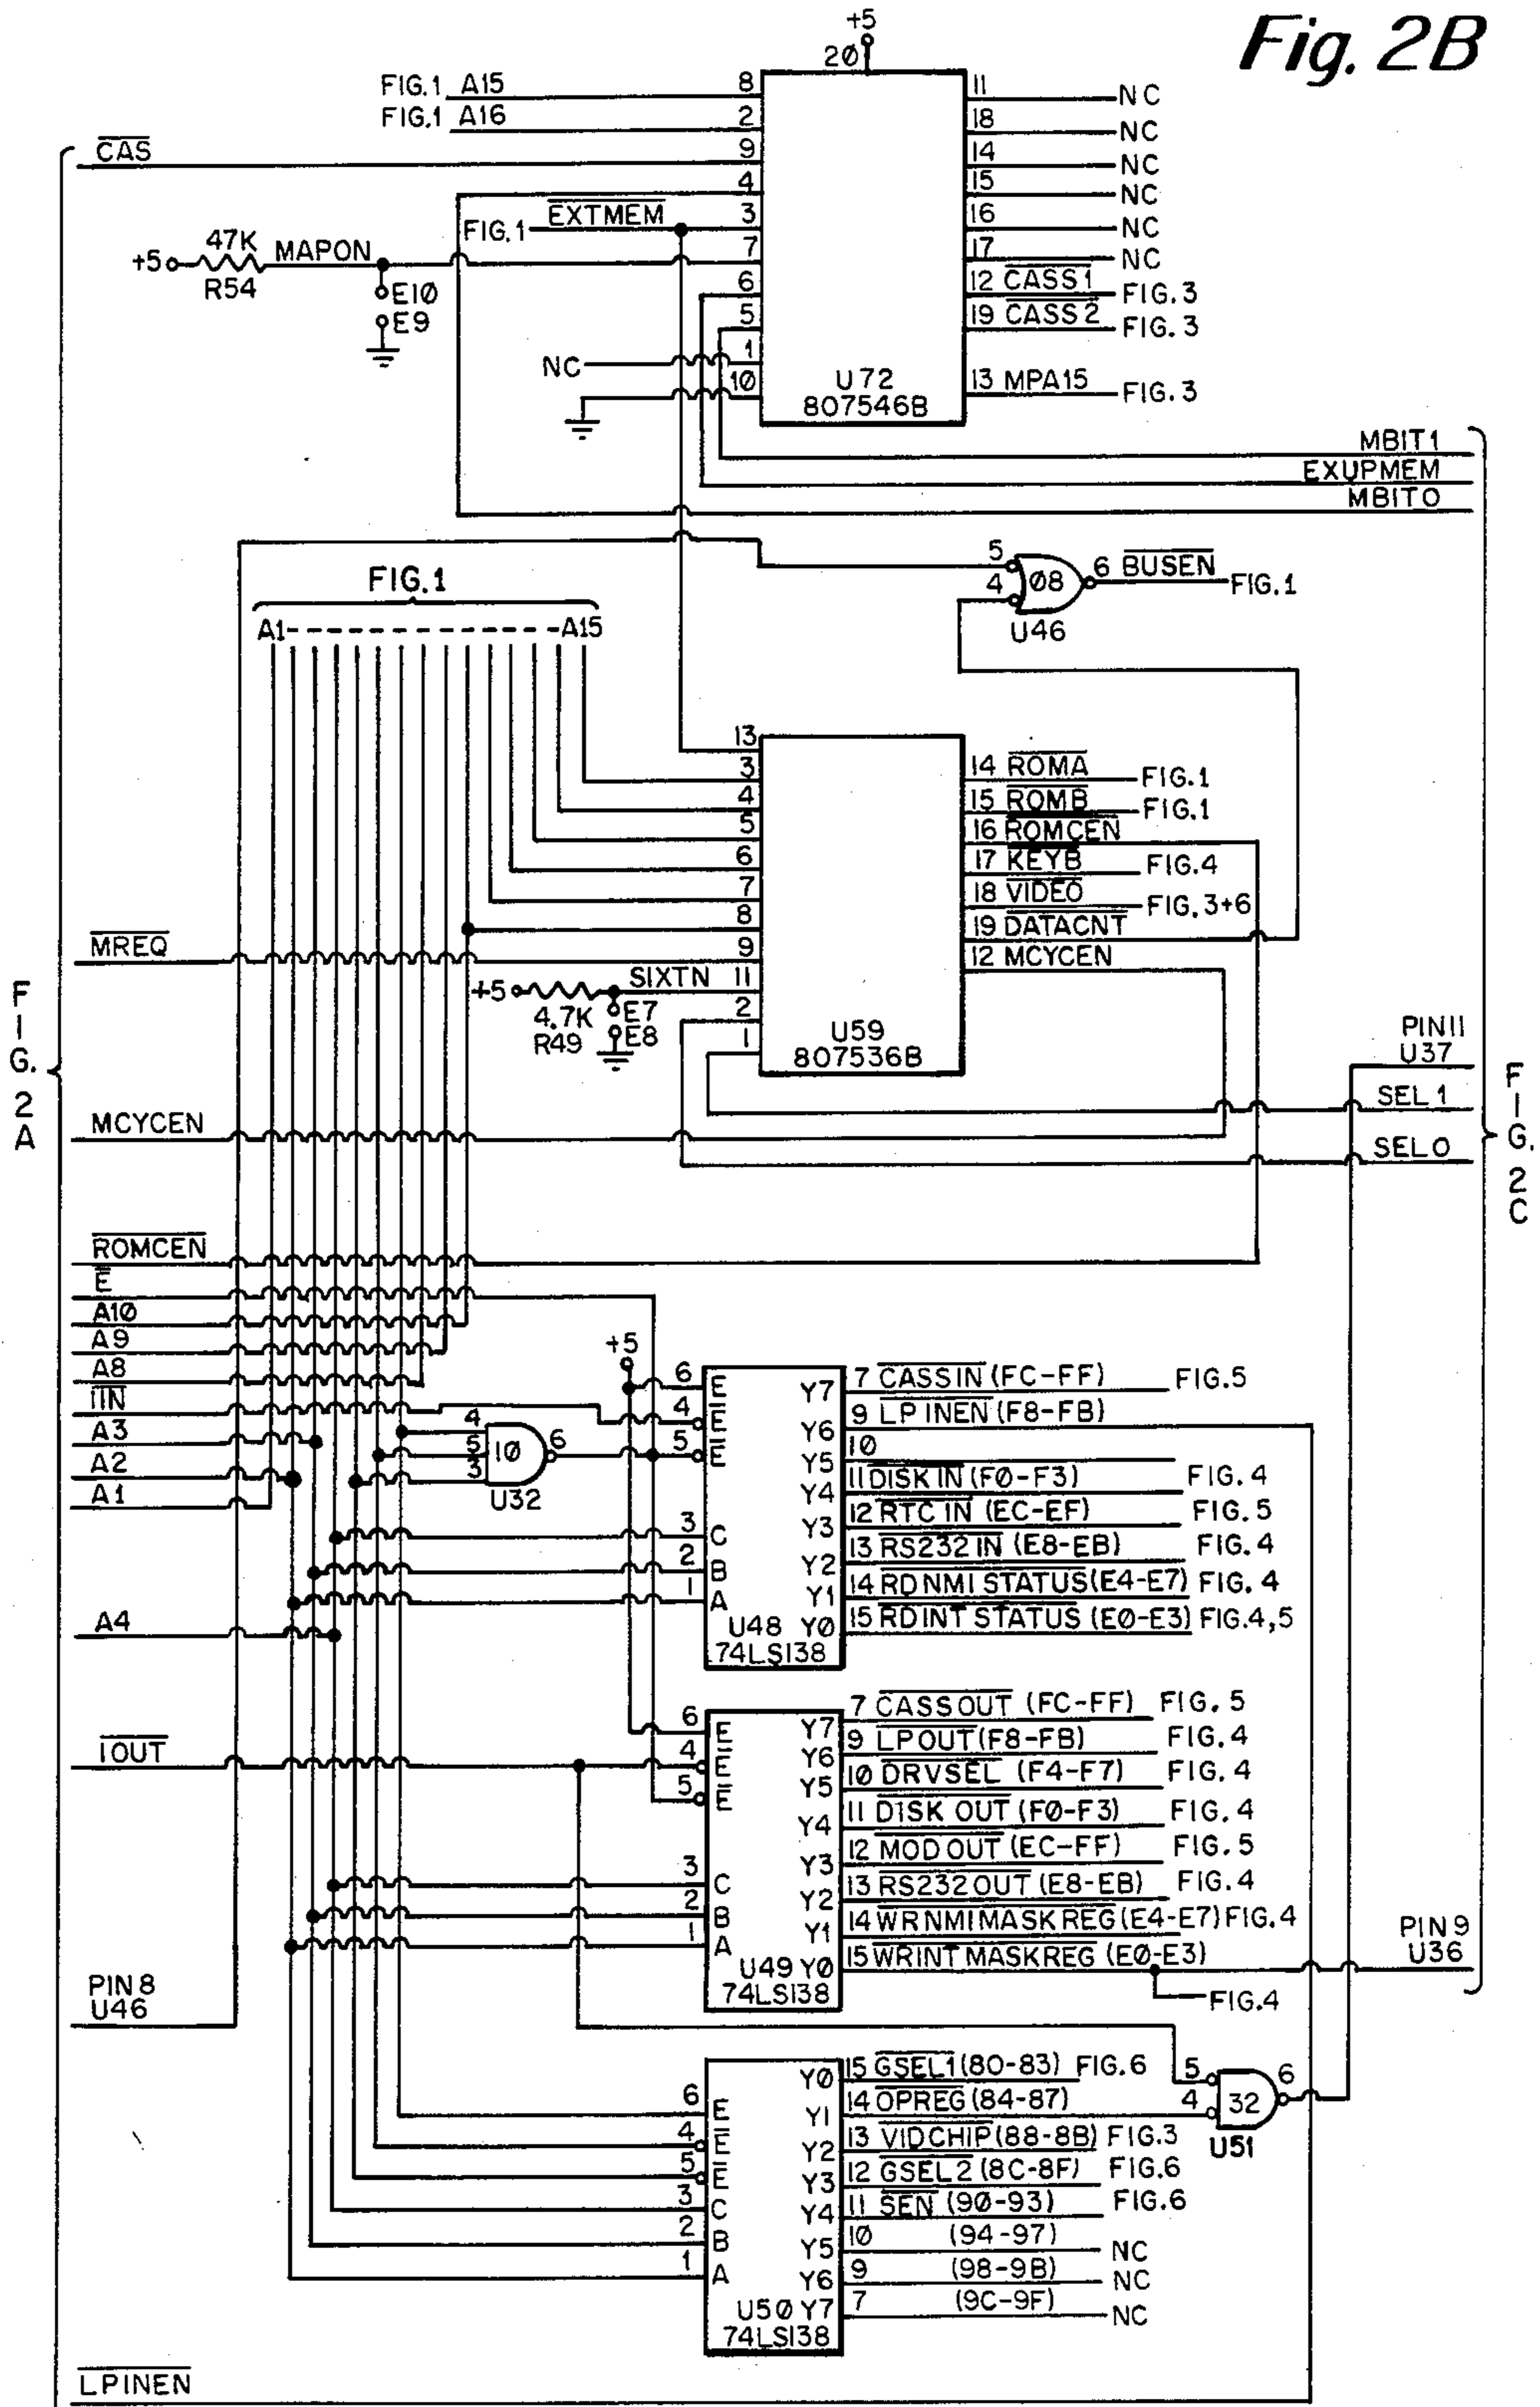 Fig. 2B
+5
20
FIG.1 A15 8
FIG.1 A16 2
CAS 9
4
FIG.1 EXTMEM 3
+5 47K MAPON 7
R54
E10
E9
6
5
NC 1
10
U72
807546B
11 NC
18 NC
14 NC
15 NC
16 NC
17 NC
12 CASS1 FIG.3
19 CASS2 FIG.3
13 MPA15 FIG.3
MBIT1
EXUPMEM
MBIT0
FIG.1
A1 - - - - - - - - - - - - - A15
5
4
08
6 BUSEN FIG.1
U46
13
3
4
5
6
7
8
MREQ 9
+5 SIXTN 11
4.7K E7
R49 E8
2
1
U59
807536B
14 ROMA FIG.1
15 ROMB FIG.1
16 ROMCEN
17 KEYB FIG.4
18 VIDEO FIG.3+6
19 DATACNT
12 MCYCEN
FIG. 2A
PIN11
U37
SEL 1
MCYCEN
SEL0
FIG. 2C
ROMCEN
E
A10
A9
A8
IIN
A3
A2
A1
A4
+5
4
5
3
10
6
U32
6 E
4 E
5 E
3 C
2 B
1 A
U48
74LS138
Y7 7 CASSIN (FC-FF) FIG.5
Y6 9 LPINEN (F8-FB)
Y5 10
Y4 11 DISK IN (F0-F3) FIG.4
Y3 12 RTC IN (EC-EF) FIG.5
Y2 13 RS232 IN (E8-EB) FIG.4
Y1 14 RDNMI STATUS (E4-E7) FIG.4
Y0 15 RDINT STATUS (E0-E3) FIG.4,5
IOUT
6 E
4 E
5 E
3 C
2 B
1 A
U49
74LS138
Y7 7 CASSOUT (FC-FF) FIG.5
Y6 9 LPOUT (F8-FB) FIG.4
Y5 10 DRVSEL (F4-F7) FIG.4
Y4 11 DISK OUT (F0-F3) FIG.4
Y3 12 MOD OUT (EC-FF) FIG.5
Y2 13 RS232 OUT (E8-EB) FIG.4
Y1 14 WRNMIMASKREG (E4-E7) FIG.4
Y0 15 WRINT MASKREG (E0-E3)
PIN 9
U36
FIG.4
PIN 8
U46
6 E
4 E
5 E
3 C
2 B
1 A
U50
74LS138
Y0 15 GSEL1 (80-83) FIG.6
Y1 14 OPREG (84-87)
Y2 13 VIDCHIP (88-8B) FIG.3
Y3 12 GSEL2 (8C-8F) FIG.6
Y4 11 SEN (90-93) FIG.6
Y5 10 (94-97) NC
Y6 9 (98-9B) NC
Y7 7 (9C-9F) NC
5
4
32
6
U51
LPINEN